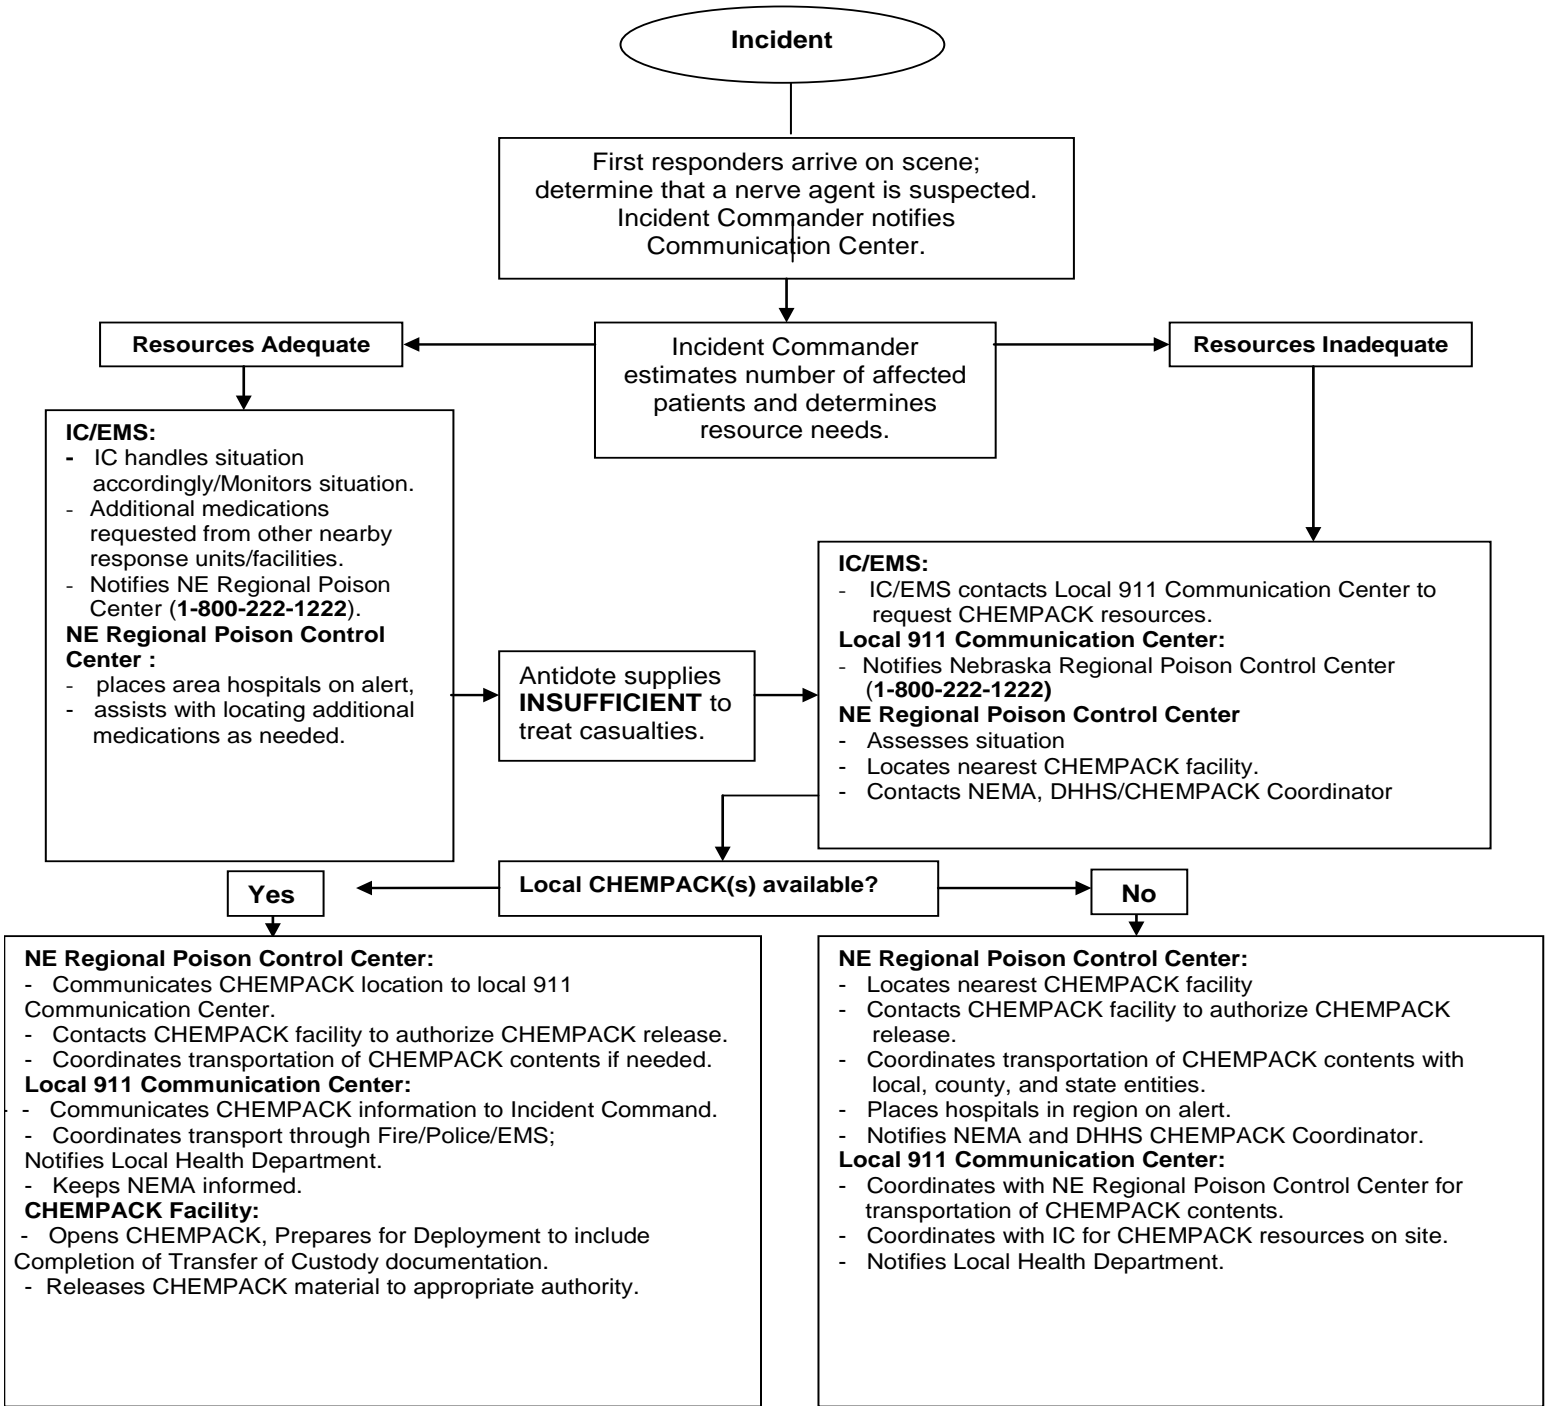 Incident
First responders arrive on scene;
determine that a nerve agent is suspected.
Incident Commander notifies
Communication Center.
Resources Adequate
Incident Commander
estimates number of affected
patients and determines
resource needs.
Resources Inadequate
IC/EMS:
- IC handles situation
accordingly/Monitors situation.
- Additional medications
requested from other nearby
response units/facilities.
- Notifies NE Regional Poison
Center (1-800-222-1222).
NE Regional Poison Control
Center :
- places area hospitals on alert,
- assists with locating additional
medications as needed.
Antidote supplies
INSUFFICIENT to
treat casualties.
IC/EMS:
- IC/EMS contacts Local 911 Communication Center to
request CHEMPACK resources.
Local 911 Communication Center:
- Notifies Nebraska Regional Poison Control Center
(1-800-222-1222)
NE Regional Poison Control Center
- Assesses situation
- Locates nearest CHEMPACK facility.
- Contacts NEMA, DHHS/CHEMPACK Coordinator
Local CHEMPACK(s) available?
Yes
No
NE Regional Poison Control Center:
- Communicates CHEMPACK location to local 911
Communication Center.
- Contacts CHEMPACK facility to authorize CHEMPACK release.
- Coordinates transportation of CHEMPACK contents if needed.
Local 911 Communication Center:
- - Communicates CHEMPACK information to Incident Command.
- Coordinates transport through Fire/Police/EMS;
Notifies Local Health Department.
- Keeps NEMA informed.
CHEMPACK Facility:
- Opens CHEMPACK, Prepares for Deployment to include
Completion of Transfer of Custody documentation.
- Releases CHEMPACK material to appropriate authority.
NE Regional Poison Control Center:
- Locates nearest CHEMPACK facility
- Contacts CHEMPACK facility to authorize CHEMPACK
release.
- Coordinates transportation of CHEMPACK contents with
local, county, and state entities.
- Places hospitals in region on alert.
- Notifies NEMA and DHHS CHEMPACK Coordinator.
Local 911 Communication Center:
- Coordinates with NE Regional Poison Control Center for
transportation of CHEMPACK contents.
- Coordinates with IC for CHEMPACK resources on site.
- Notifies Local Health Department.